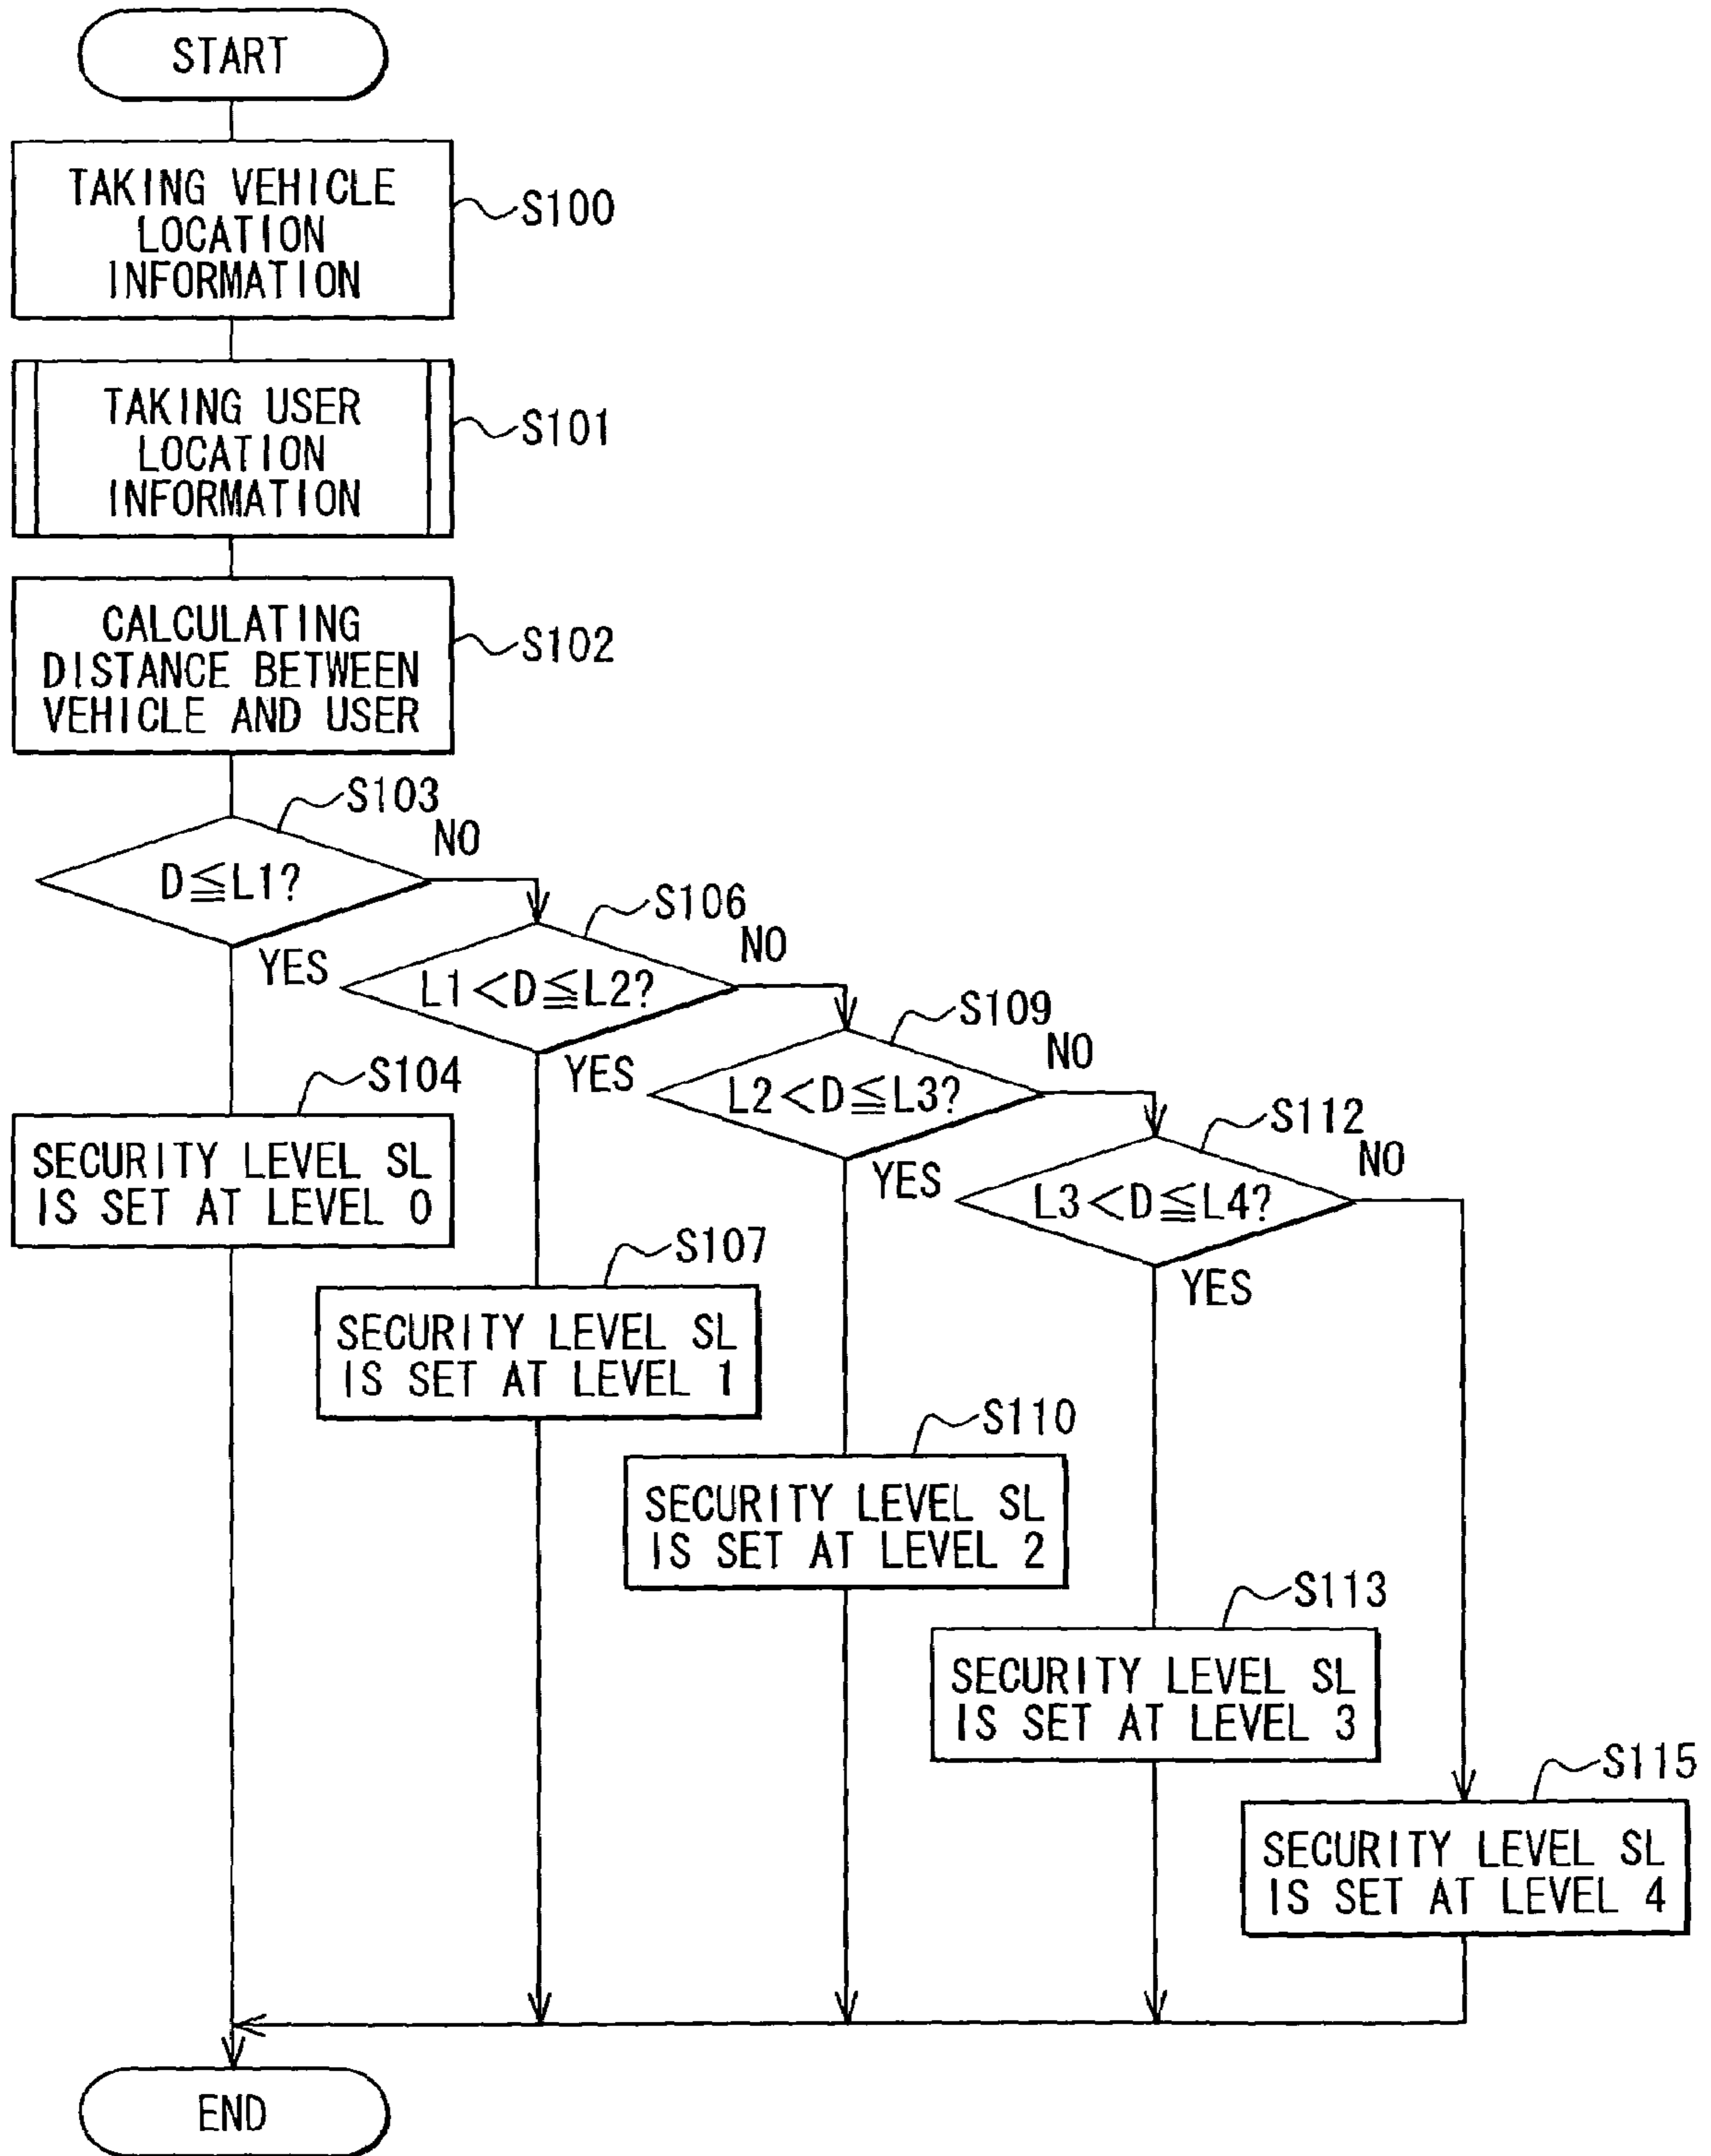 START
TAKING VEHICLE
LOCATION
INFORMATION
S100
TAKING USER
LOCATION
INFORMATION
S101
CALCULATING
DISTANCE BETWEEN
VEHICLE AND USER
S102
S103
D≦L1?
NO
YES
S106
L1<D≦L2?
NO
YES
S109
L2<D≦L3?
NO
YES
S112
L3<D≦L4?
NO
YES
S104
SECURITY LEVEL SL
IS SET AT LEVEL 0
S107
SECURITY LEVEL SL
IS SET AT LEVEL 1
S110
SECURITY LEVEL SL
IS SET AT LEVEL 2
S113
SECURITY LEVEL SL
IS SET AT LEVEL 3
S115
SECURITY LEVEL SL
IS SET AT LEVEL 4
END